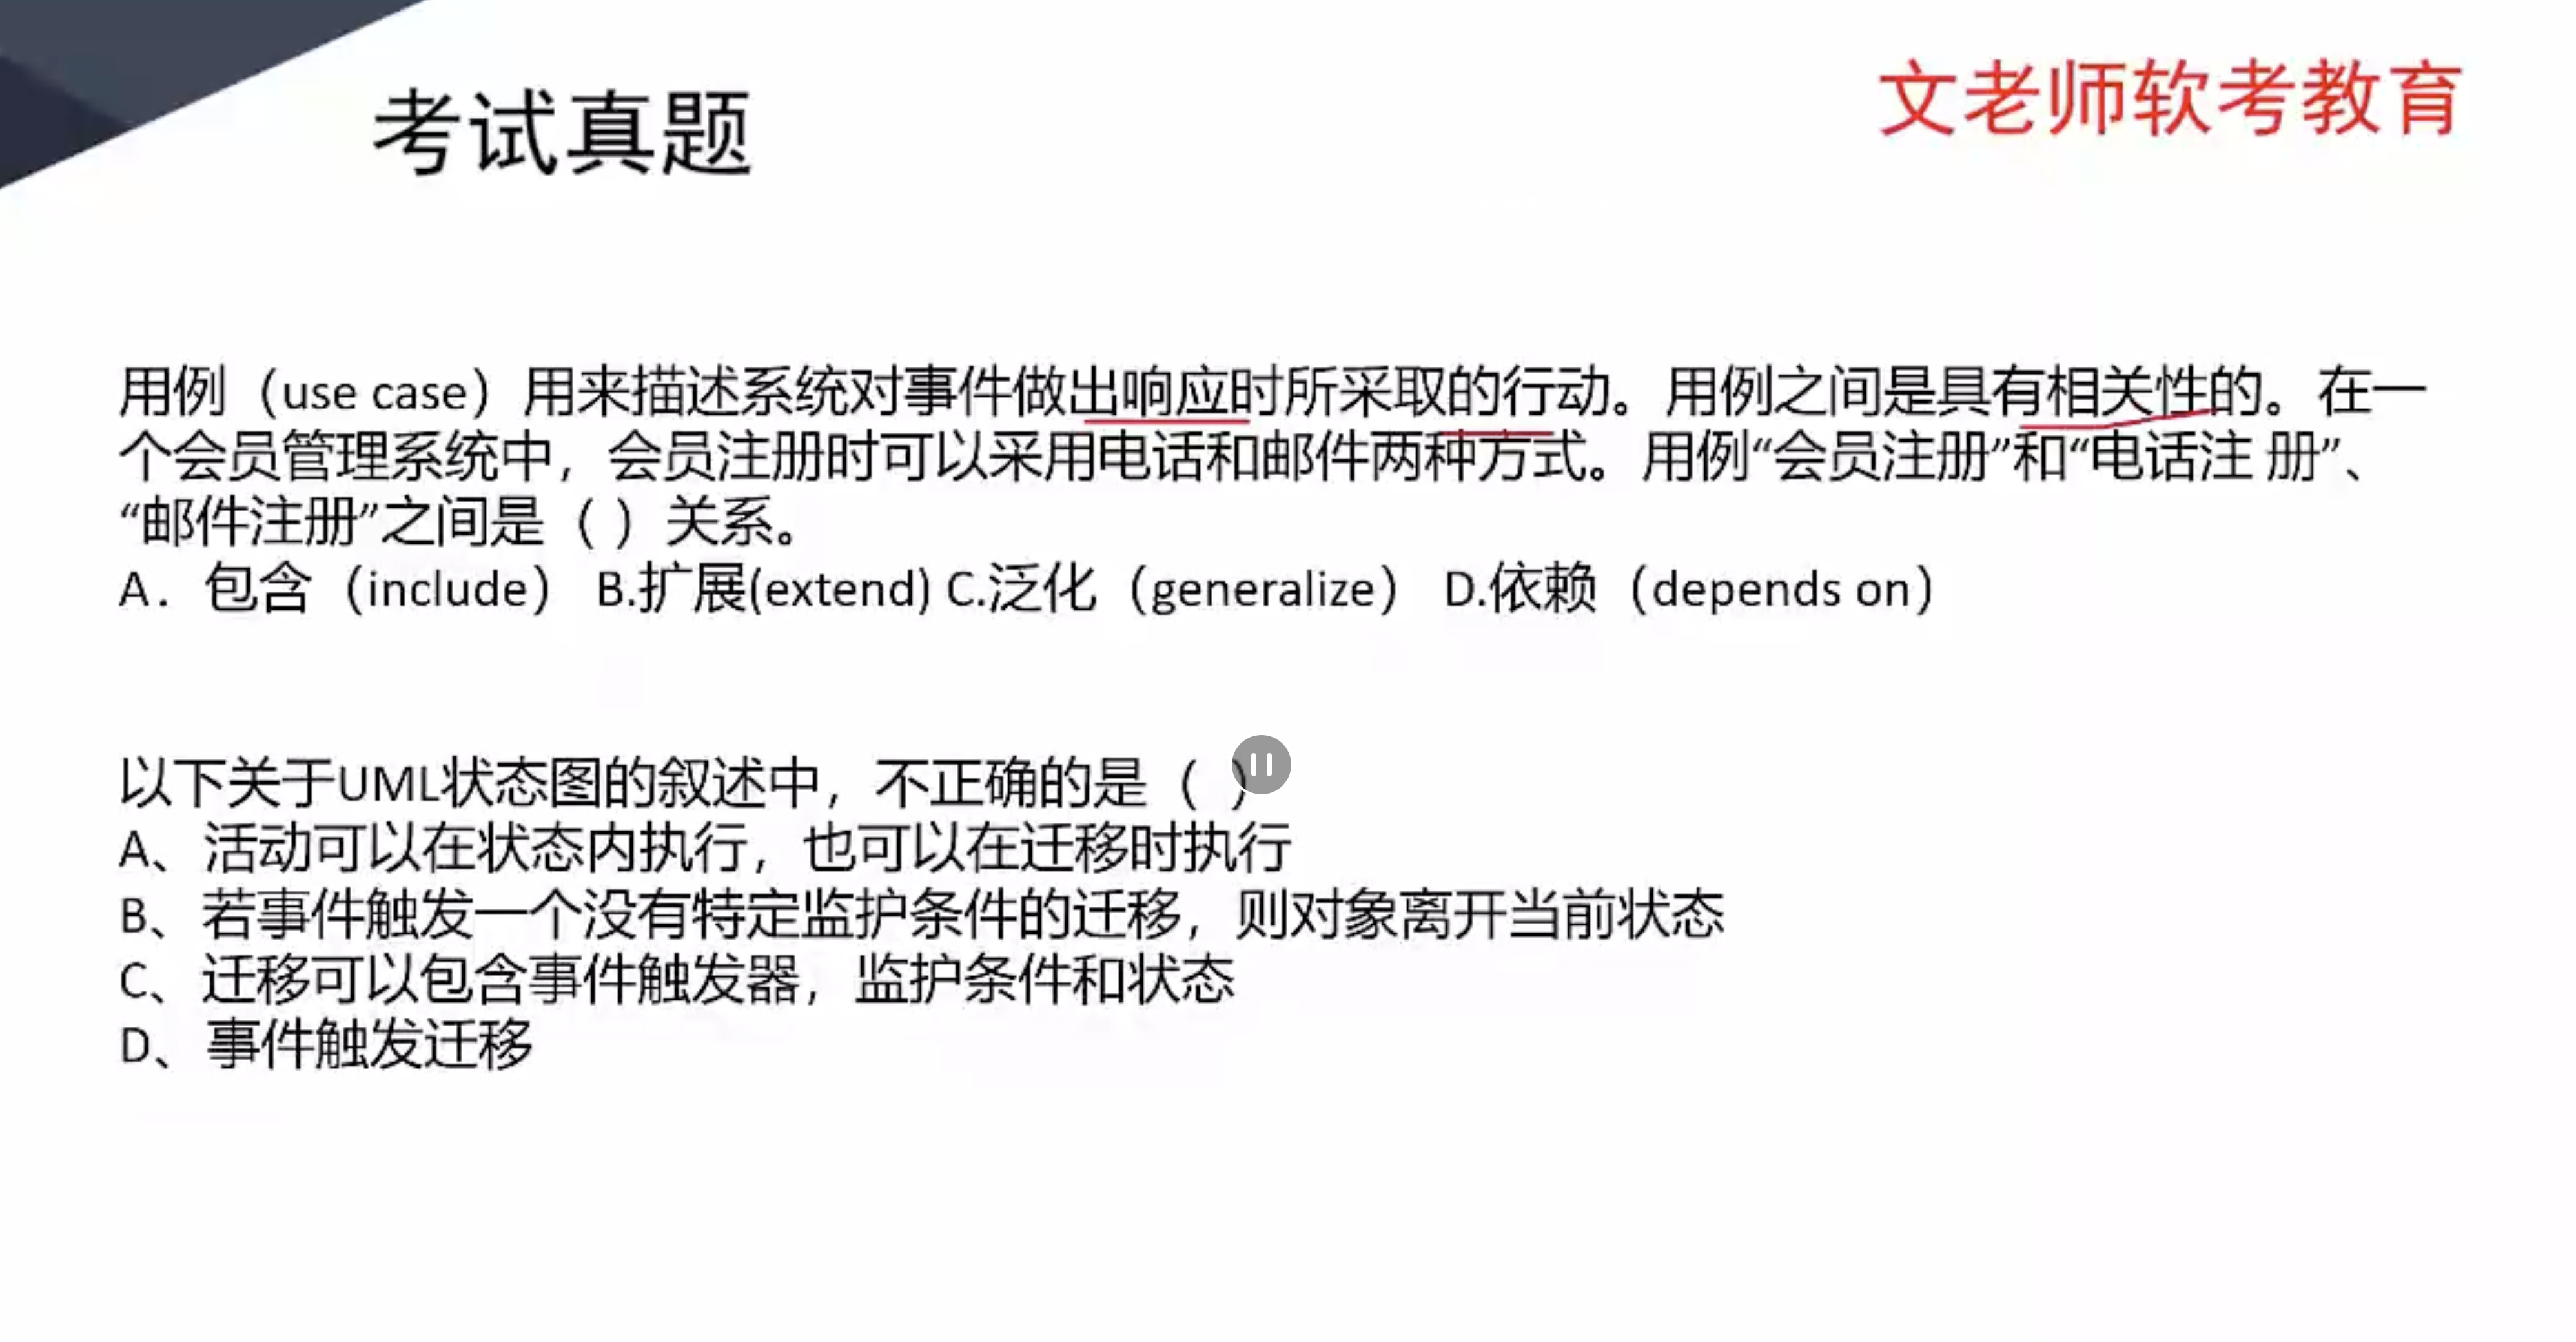 考试真题
文老师软考教育
用例（use case）用来描述系统对事件做出响应时所采取的行动。用例之间是具有相关性的。在一
个会员管理系统中，会员注册时可以采用电话和邮件两种方式。用例“会员注册”和“电话注 册”、
“邮件注册”之间是（ ）关系。
A．包含（include） B.扩展(extend) C.泛化（generalize） D.依赖（depends on）
以下关于UML状态图的叙述中，不正确的是（ ）
A、活动可以在状态内执行，也可以在迁移时执行
B、若事件触发一个没有特定监护条件的迁移，则对象离开当前状态
C、迁移可以包含事件触发器，监护条件和状态
D、事件触发迁移